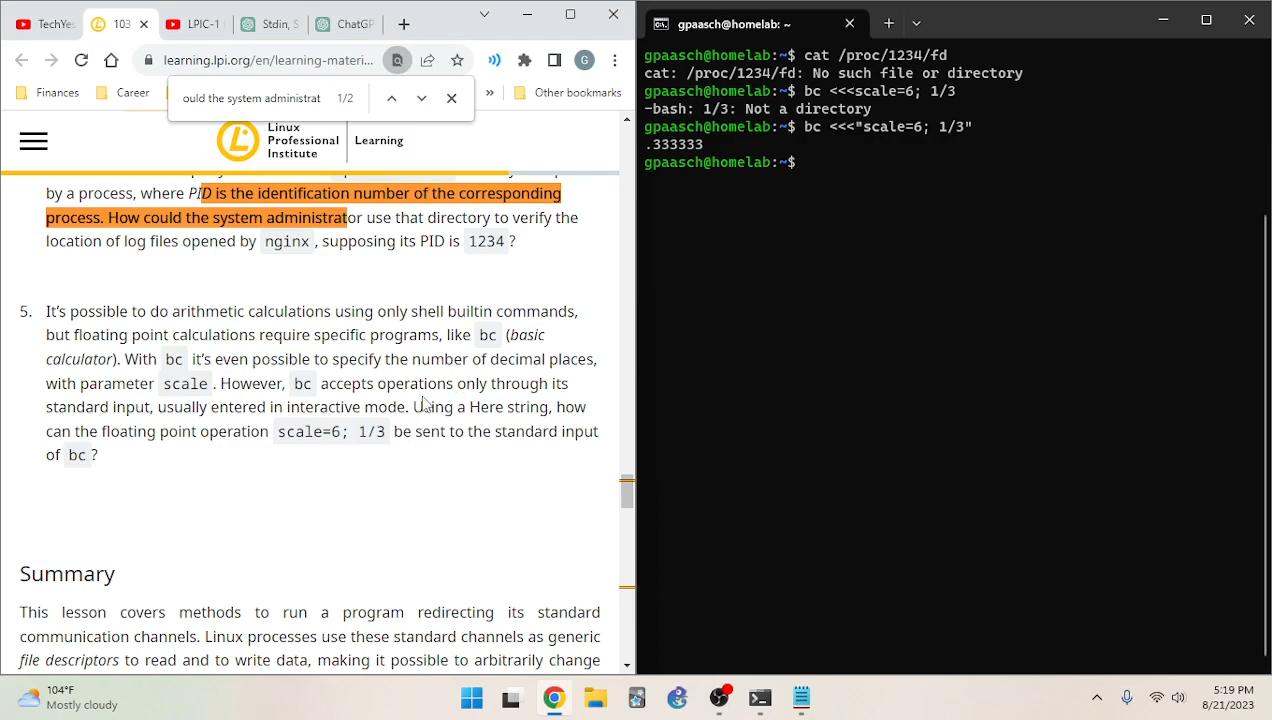 TechYes
103
LPIC-1
Stdin, S
ChatGP
gpaasch@homelab: ~
learning.lpi.org/en/learning-materi...
G
Finances
Career
ould the system administrat
1/2
»
Other bookmarks
Linux
Professional
Institute
Learning
by a process, where PID is the identification number of the corresponding
process. How could the system administrator use that directory to verify the
location of log files opened by nginx, supposing its PID is 1234?
5. It's possible to do arithmetic calculations using only shell builtin commands,
but floating point calculations require specific programs, like bc (basic
calculator). With bc it's even possible to specify the number of decimal places,
with parameter scale. However, bc accepts operations only through its
standard input, usually entered in interactive mode. Using a Here string, how
can the floating point operation scale=6; 1/3 be sent to the standard input
of bc?
Summary
This lesson covers methods to run a program redirecting its standard
communication channels. Linux processes use these standard channels as generic
file descriptors to read and to write data, making it possible to arbitrarily change
gpaasch@homelab:~$ cat /proc/1234/fd
cat: /proc/1234/fd: No such file or directory
gpaasch@homelab:~$ bc <<<scale=6; 1/3
-bash: 1/3: Not a directory
gpaasch@homelab:~$ bc <<<"scale=6; 1/3"
.333333
gpaasch@homelab:~$
104°F
Mostly cloudy
5:19 PM
8/21/2023